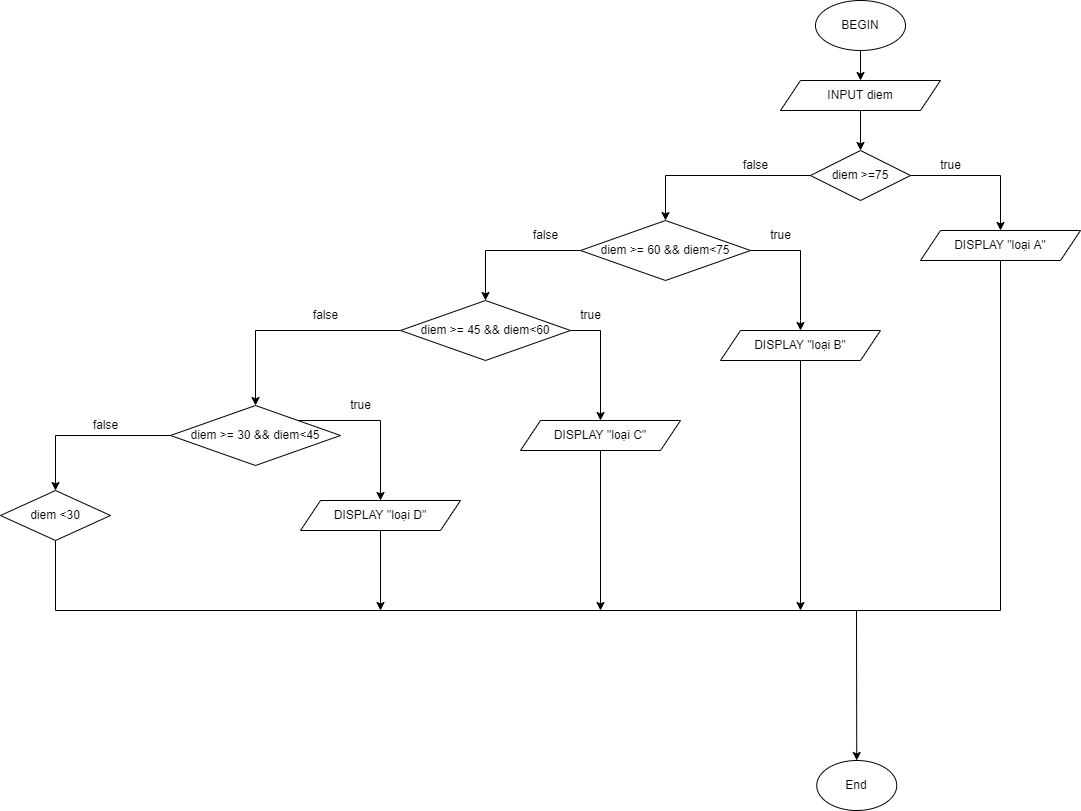 BEGIN
INPUT diem
diem >=75
false
true
DISPLAY "loại A"
diem >= 60 && diem<75
false
true
DISPLAY "loại B"
diem >= 45 && diem<60
false
true
DISPLAY "loại C"
diem >= 30 && diem<45
false
true
DISPLAY "loại D"
diem <30
End